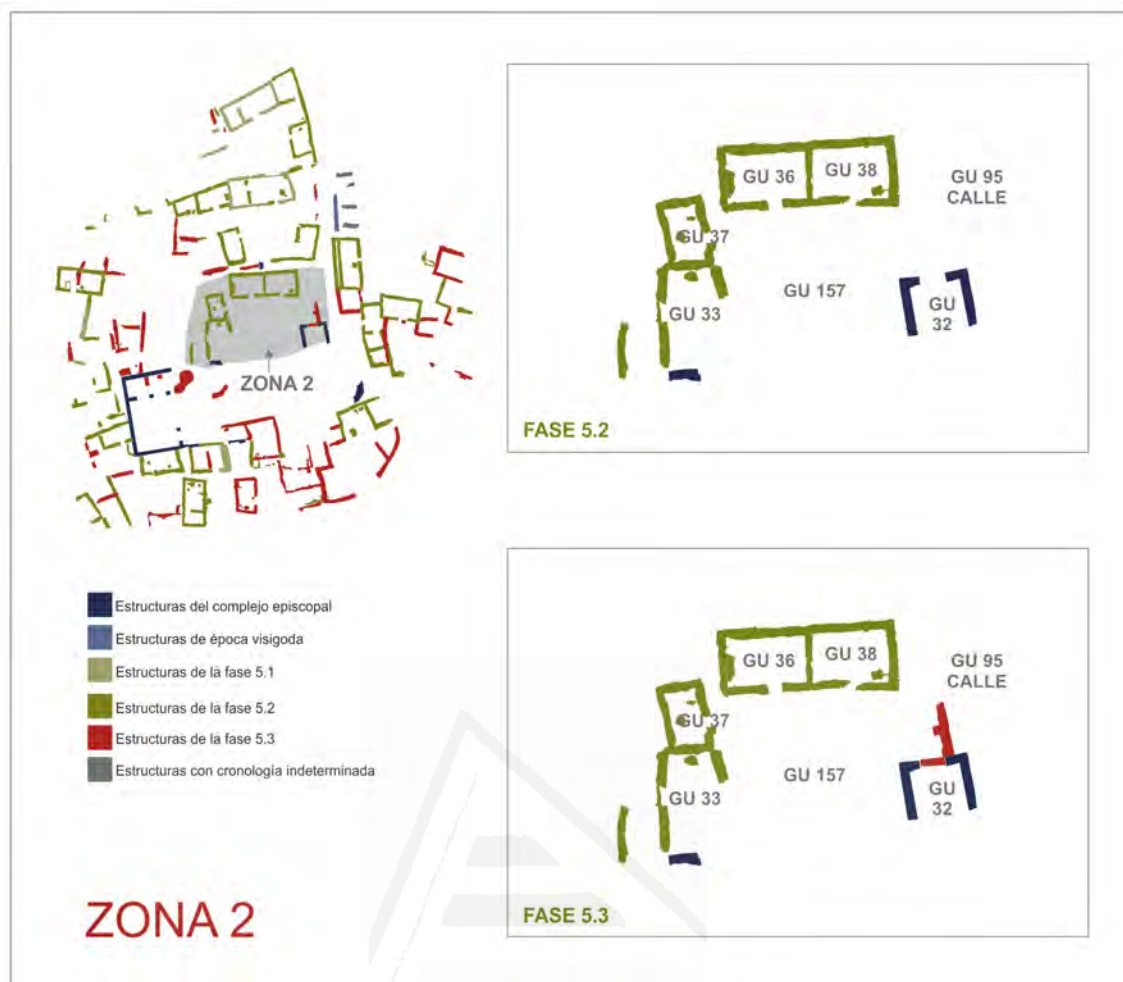 ZONA 2
Estructuras del complejo episcopal
Estructuras de época visigoda
Estructuras de la fase 5.1
Estructuras de la fase 5.2
Estructuras de la fase 5.3
Estructuras con cronología indeterminada
ZONA 2
GU 36
GU 38
GU 95
CALLE
GU 37
GU 157
GU 33
GU
32
FASE 5.2
GU 36
GU 38
GU 95
CALLE
GU 37
GU 157
GU 33
GU
32
FASE 5.3